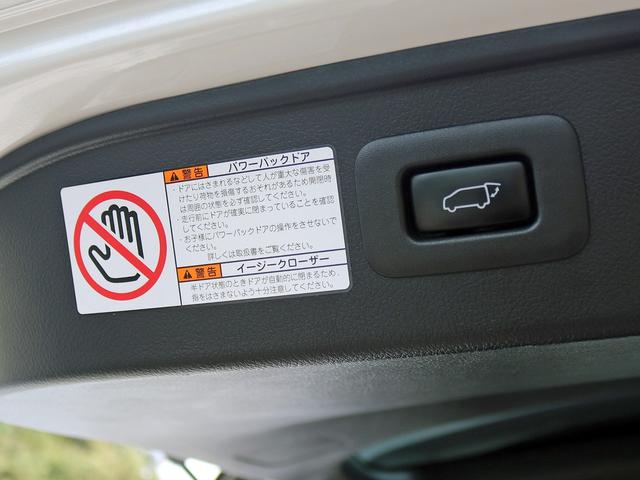 警告 パワーバックドア
・ドアにはさまれるなどして人が重大な傷害を受
けたり荷物を損傷するおそれがあるため開閉時
は周囲の状態を必ず確認してください。
・走行前にドアが確実に閉まっていることを確認
してください。
・お子様にパワーバックドアの操作をさせないで
ください。
詳しくは取扱書をご覧ください。
警告 イージークローザー
半ドア状態のときドアが自動的に閉まるため、
指をはさまないよう十分注意してください。